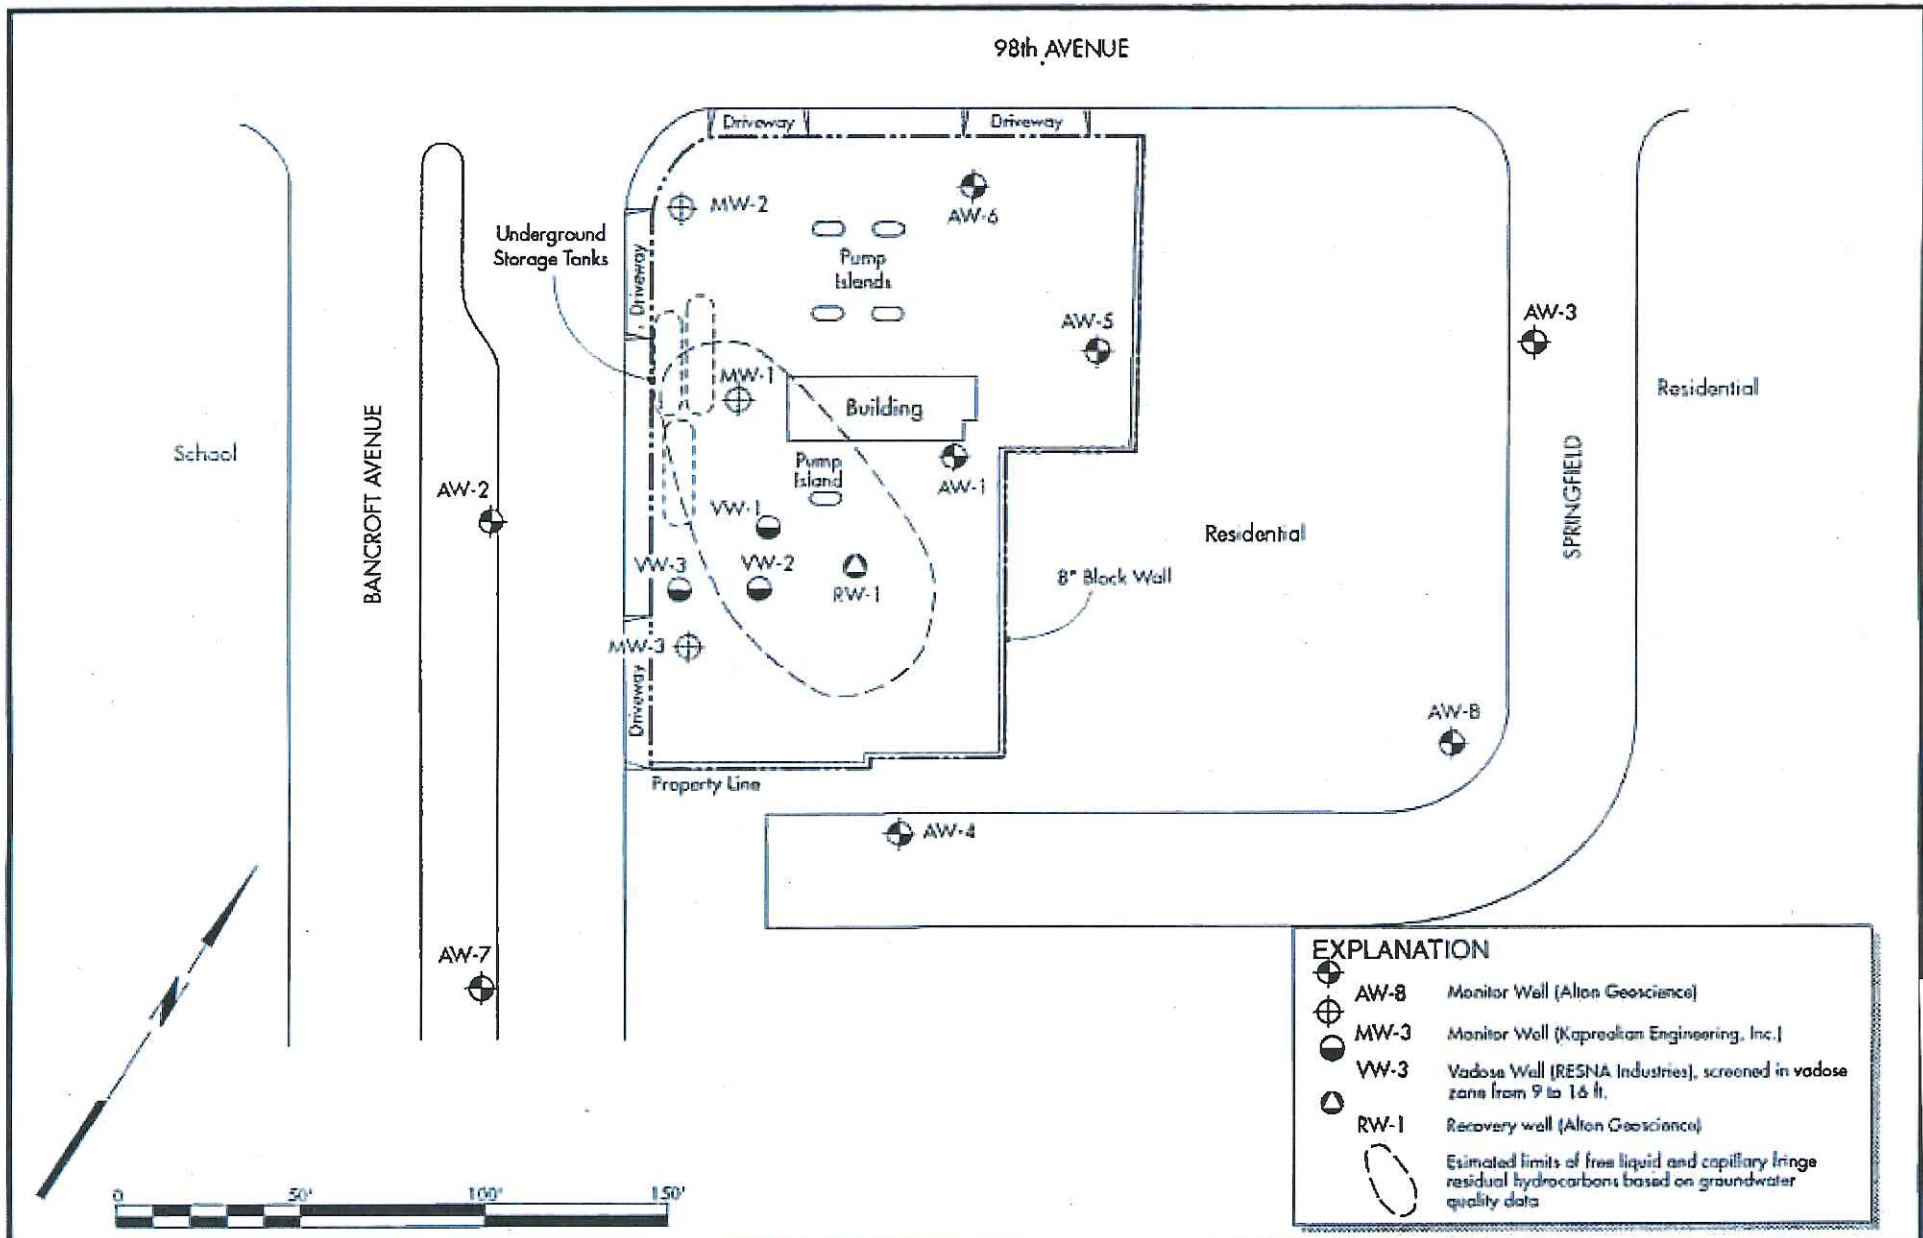 98th AVENUE
Driveway
Driveway
MW-2
AW-6
Underground
Storage Tanks
Driveway
Pump
Islands
AW-5
AW-3
MW-1
Building
Residential
School
BANCROFT AVENUE
AW-2
Pump
Island
AW-1
SPRINGFIELD
VW-1
Residential
VW-3
VW-2
RW-1
8" Block Wall
MW-3
Driveway
AW-8
Property Line
AW-4
AW-7
EXPLANATION
AW-8 Monitor Well (Alton Geoscience)
MW-3 Monitor Well (Kaprealian Engineering, Inc.)
VW-3 Vadose Well (RESNA Industries), screened in vadose
zone from 9 to 16 ft.
RW-1 Recovery well (Alton Geoscience)
Esimated limits of free liquid and capillary fringe
residual hydrocarbons based on groundwater
quality data
0 50' 100' 150'